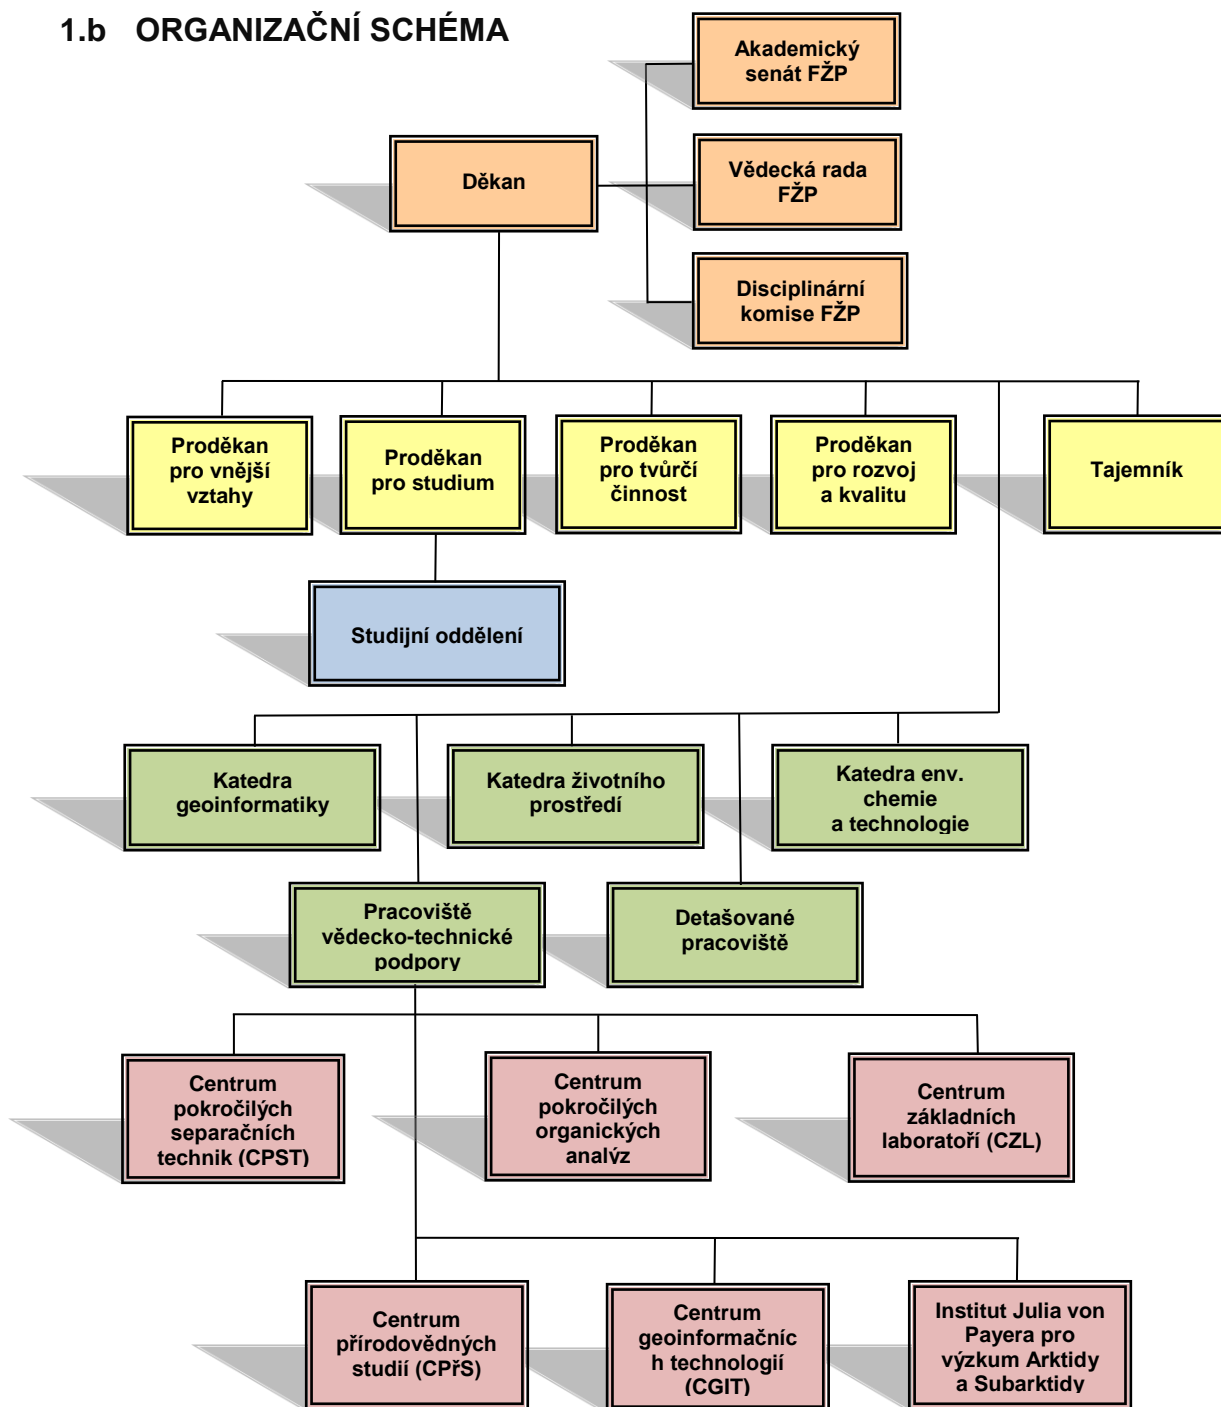 1.b ORGANIZAČNÍ SCHÉMA
Akademický
senát FŽP
Děkan
Vědecká rada
FŽP
Disciplinární
komise FŽP
Proděkan
pro vnější
vztahy
Proděkan
pro studium
Proděkan
pro tvůrčí
činnost
Proděkan
pro rozvoj
a kvalitu
Tajemník
Studijní oddělení
Katedra
geoinformatiky
Katedra životního
prostředí
Katedra env.
chemie
a technologie
Pracoviště
vědecko-technické
podpory
Detašované
pracoviště
Centrum
pokročilých
separačních
technik (CPST)
Centrum
pokročilých
organických
analýz
Centrum
základních
laboratoří (CZL)
Centrum
přírodovědných
studií (CPřS)
Centrum
geoinformačníc
h technologií
(CGIT)
Institut Julia von
Payera pro
výzkum Arktidy
a Subarktidy